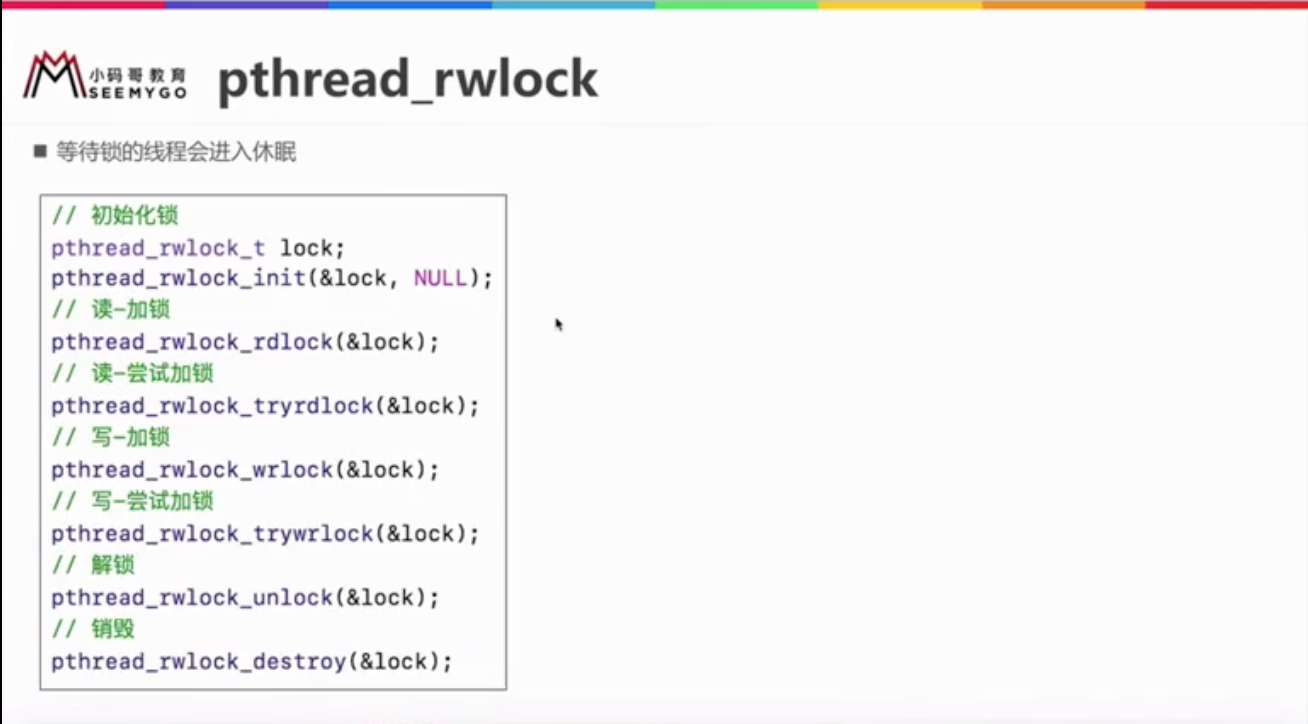 小码哥教育
SEEMYGO
pthread_rwlock
■ 等待锁的线程会进入休眠
// 初始化锁
pthread_rwlock_t lock;
pthread_rwlock_init(&lock, NULL);
// 读-加锁
pthread_rwlock_rdlock(&lock);
// 读-尝试加锁
pthread_rwlock_tryrdlock(&lock);
// 写-加锁
pthread_rwlock_wrlock(&lock);
// 写-尝试加锁
pthread_rwlock_trywrlock(&lock);
// 解锁
pthread_rwlock_unlock(&lock);
// 销毁
pthread_rwlock_destroy(&lock);